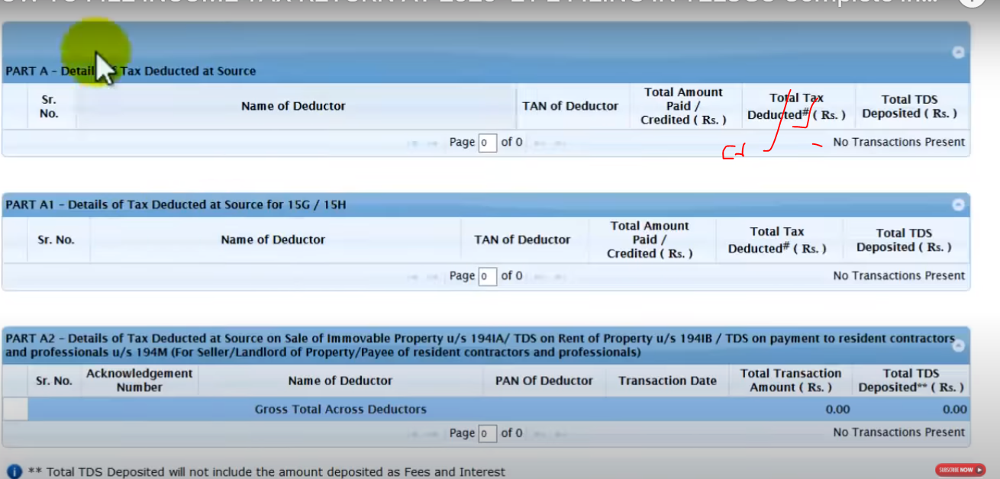 PART A - Details of Tax Deducted at Source
Sr. No. Name of Deductor TAN of Deductor Total Amount Paid / Credited ( Rs. ) Total Tax Deducted# ( Rs. ) Total TDS Deposited ( Rs. )
Page 0 of 0 No Transactions Present
PART A1 - Details of Tax Deducted at Source for 15G / 15H
Sr. No. Name of Deductor TAN of Deductor Total Amount Paid / Credited ( Rs. ) Total Tax Deducted# ( Rs. ) Total TDS Deposited ( Rs. )
Page 0 of 0 No Transactions Present
PART A2 - Details of Tax Deducted at Source on Sale of Immovable Property u/s 194IA/ TDS on Rent of Property u/s 194IB / TDS on payment to resident contractors
and professionals u/s 194M (For Seller/Landlord of Property/Payee of resident contractors and professionals)
Sr. No. Acknowledgement Number Name of Deductor PAN Of Deductor Transaction Date Total Transaction Amount ( Rs. ) Total TDS Deposited** ( Rs. )
Gross Total Across Deductors 0.00 0.00
Page 0 of 0 No Transactions Present
** Total TDS Deposited will not include the amount deposited as Fees and Interest
SUBSCRIBE NOW